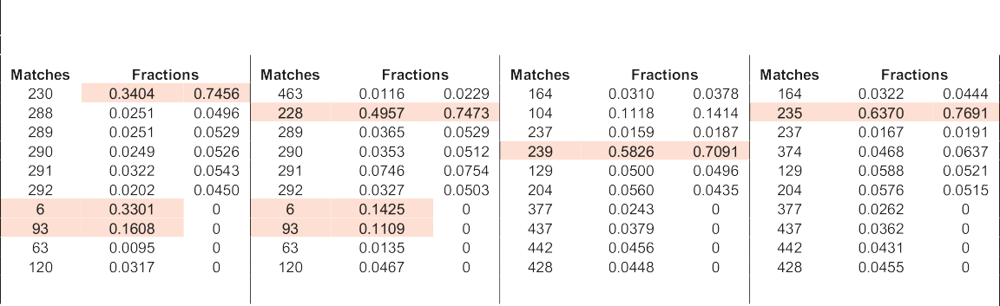 Matches Fractions Matches Fractions Matches Fractions Matches Fractions
230 0.3404 0.7456 463 0.0116 0.0229 164 0.0310 0.0378 164 0.0322 0.0444
288 0.0251 0.0496 228 0.4957 0.7473 104 0.1118 0.1414 235 0.6370 0.7691
289 0.0251 0.0529 289 0.0365 0.0529 237 0.0159 0.0187 237 0.0167 0.0191
290 0.0249 0.0526 290 0.0353 0.0512 239 0.5826 0.7091 374 0.0468 0.0637
291 0.0322 0.0543 291 0.0746 0.0754 129 0.0500 0.0496 129 0.0588 0.0521
292 0.0202 0.0450 292 0.0327 0.0503 204 0.0560 0.0435 204 0.0576 0.0515
6 0.3301 0 6 0.1425 0 377 0.0243 0 377 0.0262 0
93 0.1608 0 93 0.1109 0 437 0.0379 0 437 0.0362 0
63 0.0095 0 63 0.0135 0 442 0.0456 0 442 0.0431 0
120 0.0317 0 120 0.0467 0 428 0.0448 0 428 0.0455 0